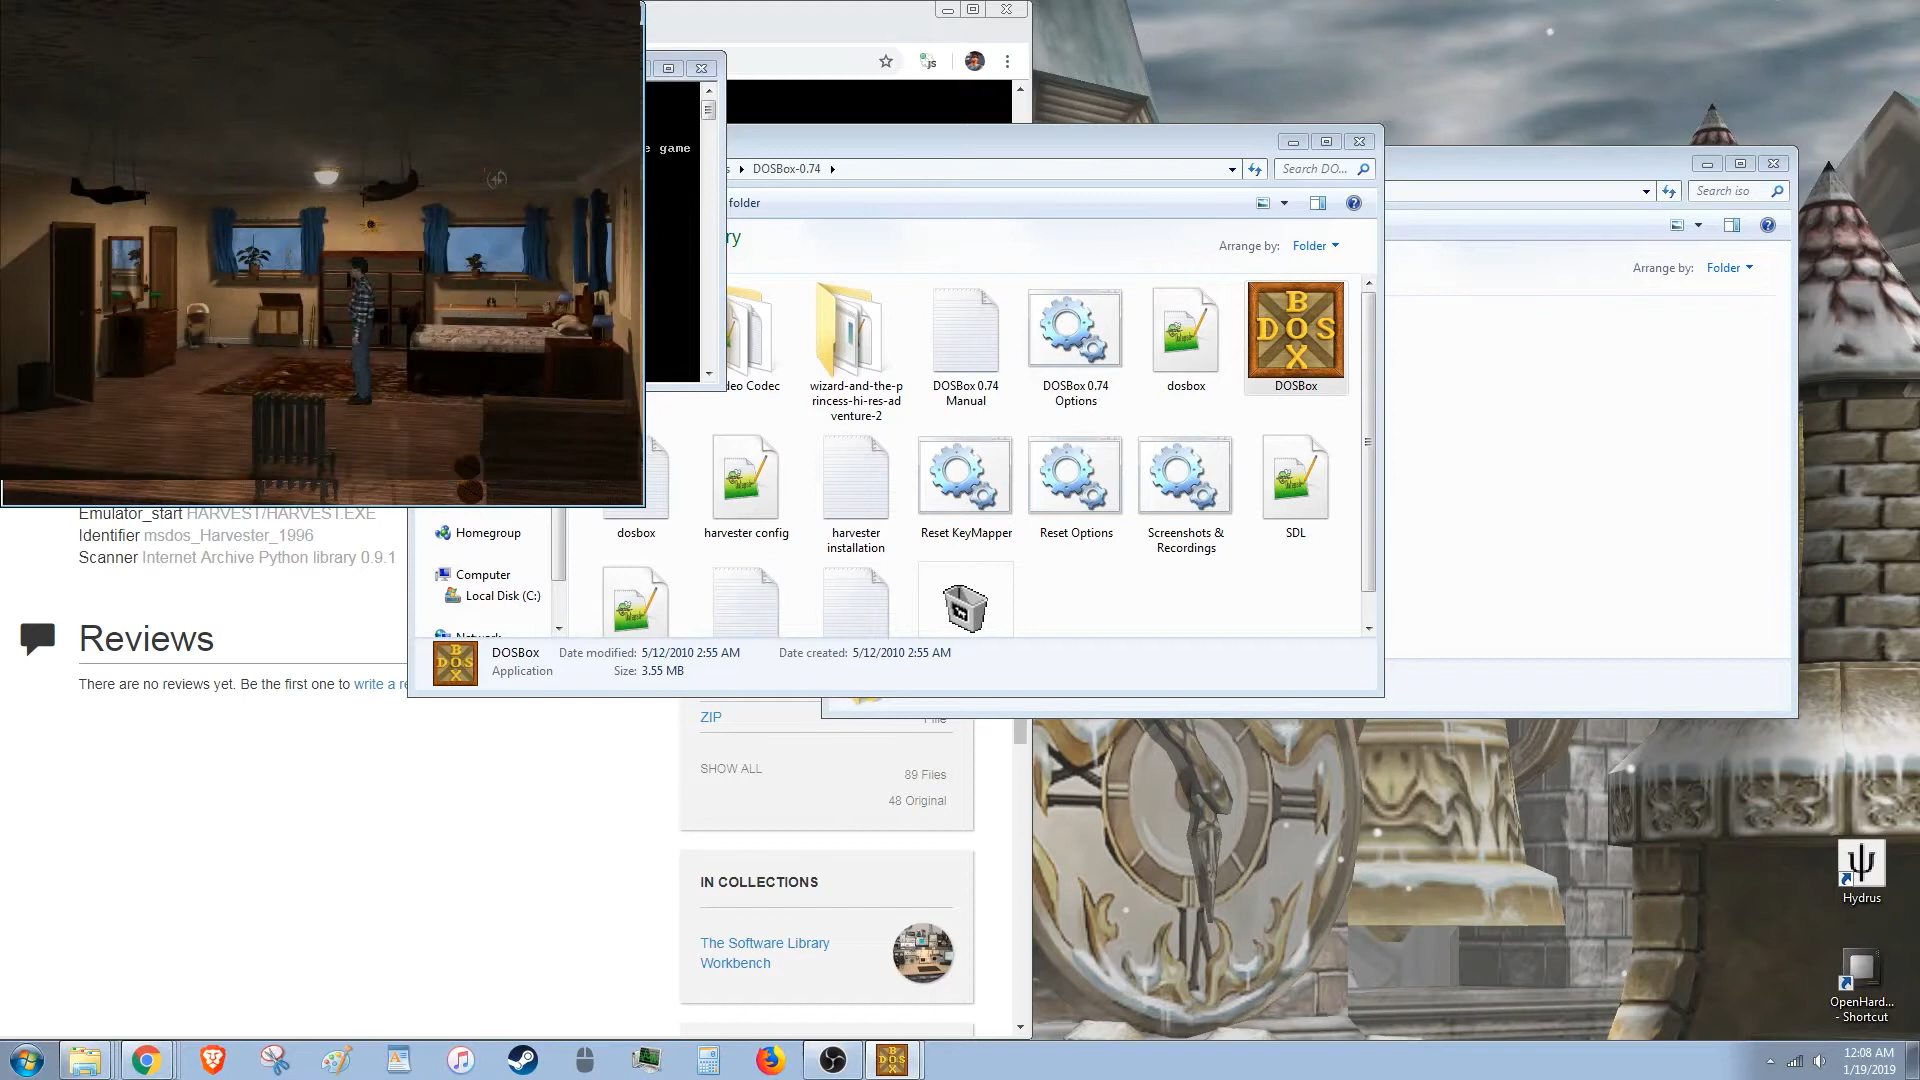 js
e game
DOSBox-0.74
Search DO...
folder
ry
Arrange by: Folder
Search iso
Arrange by: Folder
deo Codec
wizard-and-the-p
rincess-hi-res-ad
venture-2
DOSBox 0.74
Manual
DOSBox 0.74
Options
dosbox
BOX
DOS
DOSBox
dosbox
harvester config
harvester
installation
Reset KeyMapper
Reset Options
Screenshots &
Recordings
SDL
Homegroup
Computer
Local Disk (C:)
Network
DOSBox Date modified: 5/12/2010 2:55 AM Date created: 5/12/2010 2:55 AM
Application Size: 3.55 MB
Emulator_start HARVEST/HARVEST.EXE
Identifier msdos_Harvester_1996
Scanner Internet Archive Python library 0.9.1
Reviews
There are no reviews yet. Be the first one to write a re
ZIP
File
SHOW ALL
89 Files
48 Original
IN COLLECTIONS
The Software Library
Workbench
Hydrus
OpenHard...
- Shortcut
12:08 AM
1/19/2019